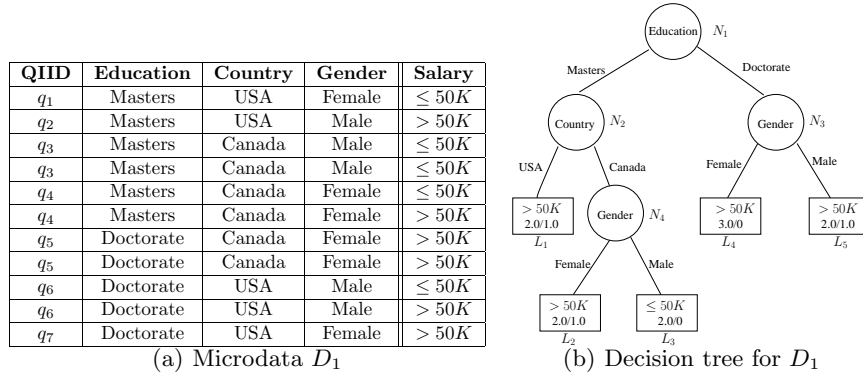 QIID Education Country Gender Salary
q1 Masters USA Female ≤ 50K
q2 Masters USA Male > 50K
q3 Masters Canada Male ≤ 50K
q3 Masters Canada Male ≤ 50K
q4 Masters Canada Female ≤ 50K
q4 Masters Canada Female > 50K
q5 Doctorate Canada Female > 50K
q5 Doctorate Canada Female > 50K
q6 Doctorate USA Male ≤ 50K
q6 Doctorate USA Male > 50K
q7 Doctorate USA Female > 50K
(a) Microdata D1
Education N1
Masters Doctorate
Country N2 Gender N3
USA Canada Female Male
> 50K
2.0/1.0
L1
Gender N4
> 50K
3.0/0
L4
> 50K
2.0/1.0
L5
Female Male
> 50K
2.0/1.0
L2
≤ 50K
2.0/0
L3
(b) Decision tree for D1